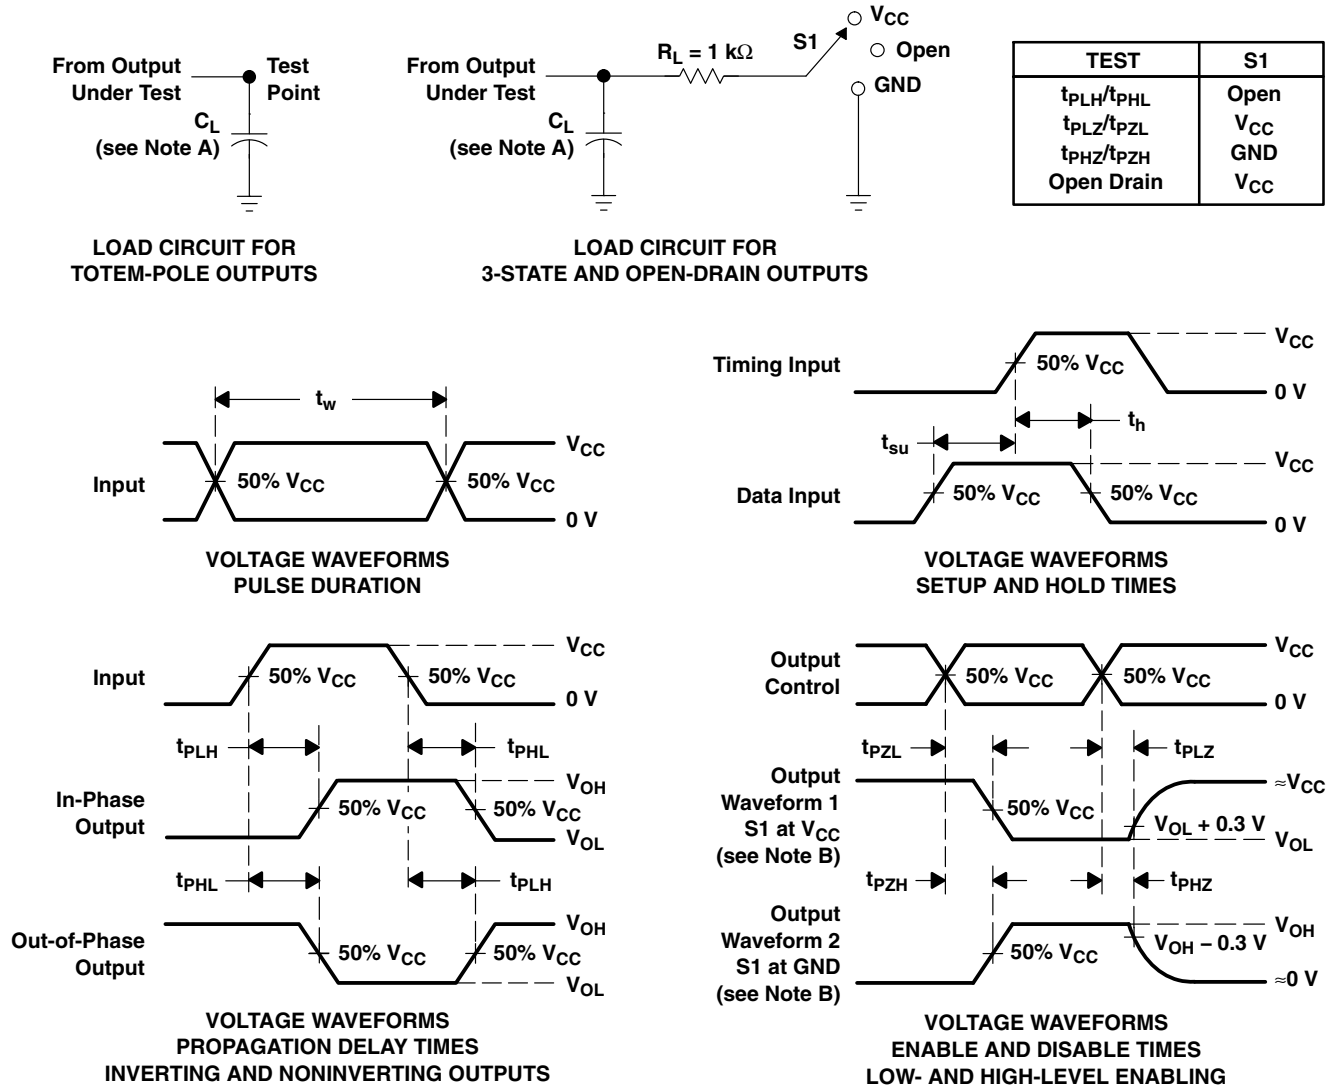 From Output
Under Test
Test
Point
CL
(see Note A)
LOAD CIRCUIT FOR
TOTEM-POLE OUTPUTS
From Output
Under Test
RL = 1 kΩ
S1
VCC
Open
GND
CL
(see Note A)
LOAD CIRCUIT FOR
3-STATE AND OPEN-DRAIN OUTPUTS
TEST S1
tPLH/tPHL Open
tPLZ/tPZL VCC
tPHZ/tPZH GND
Open Drain VCC
tw
Input
50% VCC
50% VCC
VCC
0 V
VOLTAGE WAVEFORMS
PULSE DURATION
Timing Input
50% VCC
VCC
0 V
tsu
th
Data Input
50% VCC
50% VCC
VCC
0 V
VOLTAGE WAVEFORMS
SETUP AND HOLD TIMES
Input
50% VCC
50% VCC
VCC
0 V
tPLH
tPHL
In-Phase
Output
50% VCC
50% VCC
VOH
VOL
tPHL
tPLH
Out-of-Phase
Output
50% VCC
50% VCC
VOH
VOL
VOLTAGE WAVEFORMS
PROPAGATION DELAY TIMES
INVERTING AND NONINVERTING OUTPUTS
Output
Control
50% VCC
50% VCC
VCC
0 V
tPZL
tPLZ
Output
Waveform 1
S1 at VCC
(see Note B)
50% VCC
VOL + 0.3 V
≈VCC
VOL
tPZH
tPHZ
Output
Waveform 2
S1 at GND
(see Note B)
50% VCC
VOH − 0.3 V
VOH
≈0 V
VOLTAGE WAVEFORMS
ENABLE AND DISABLE TIMES
LOW- AND HIGH-LEVEL ENABLING